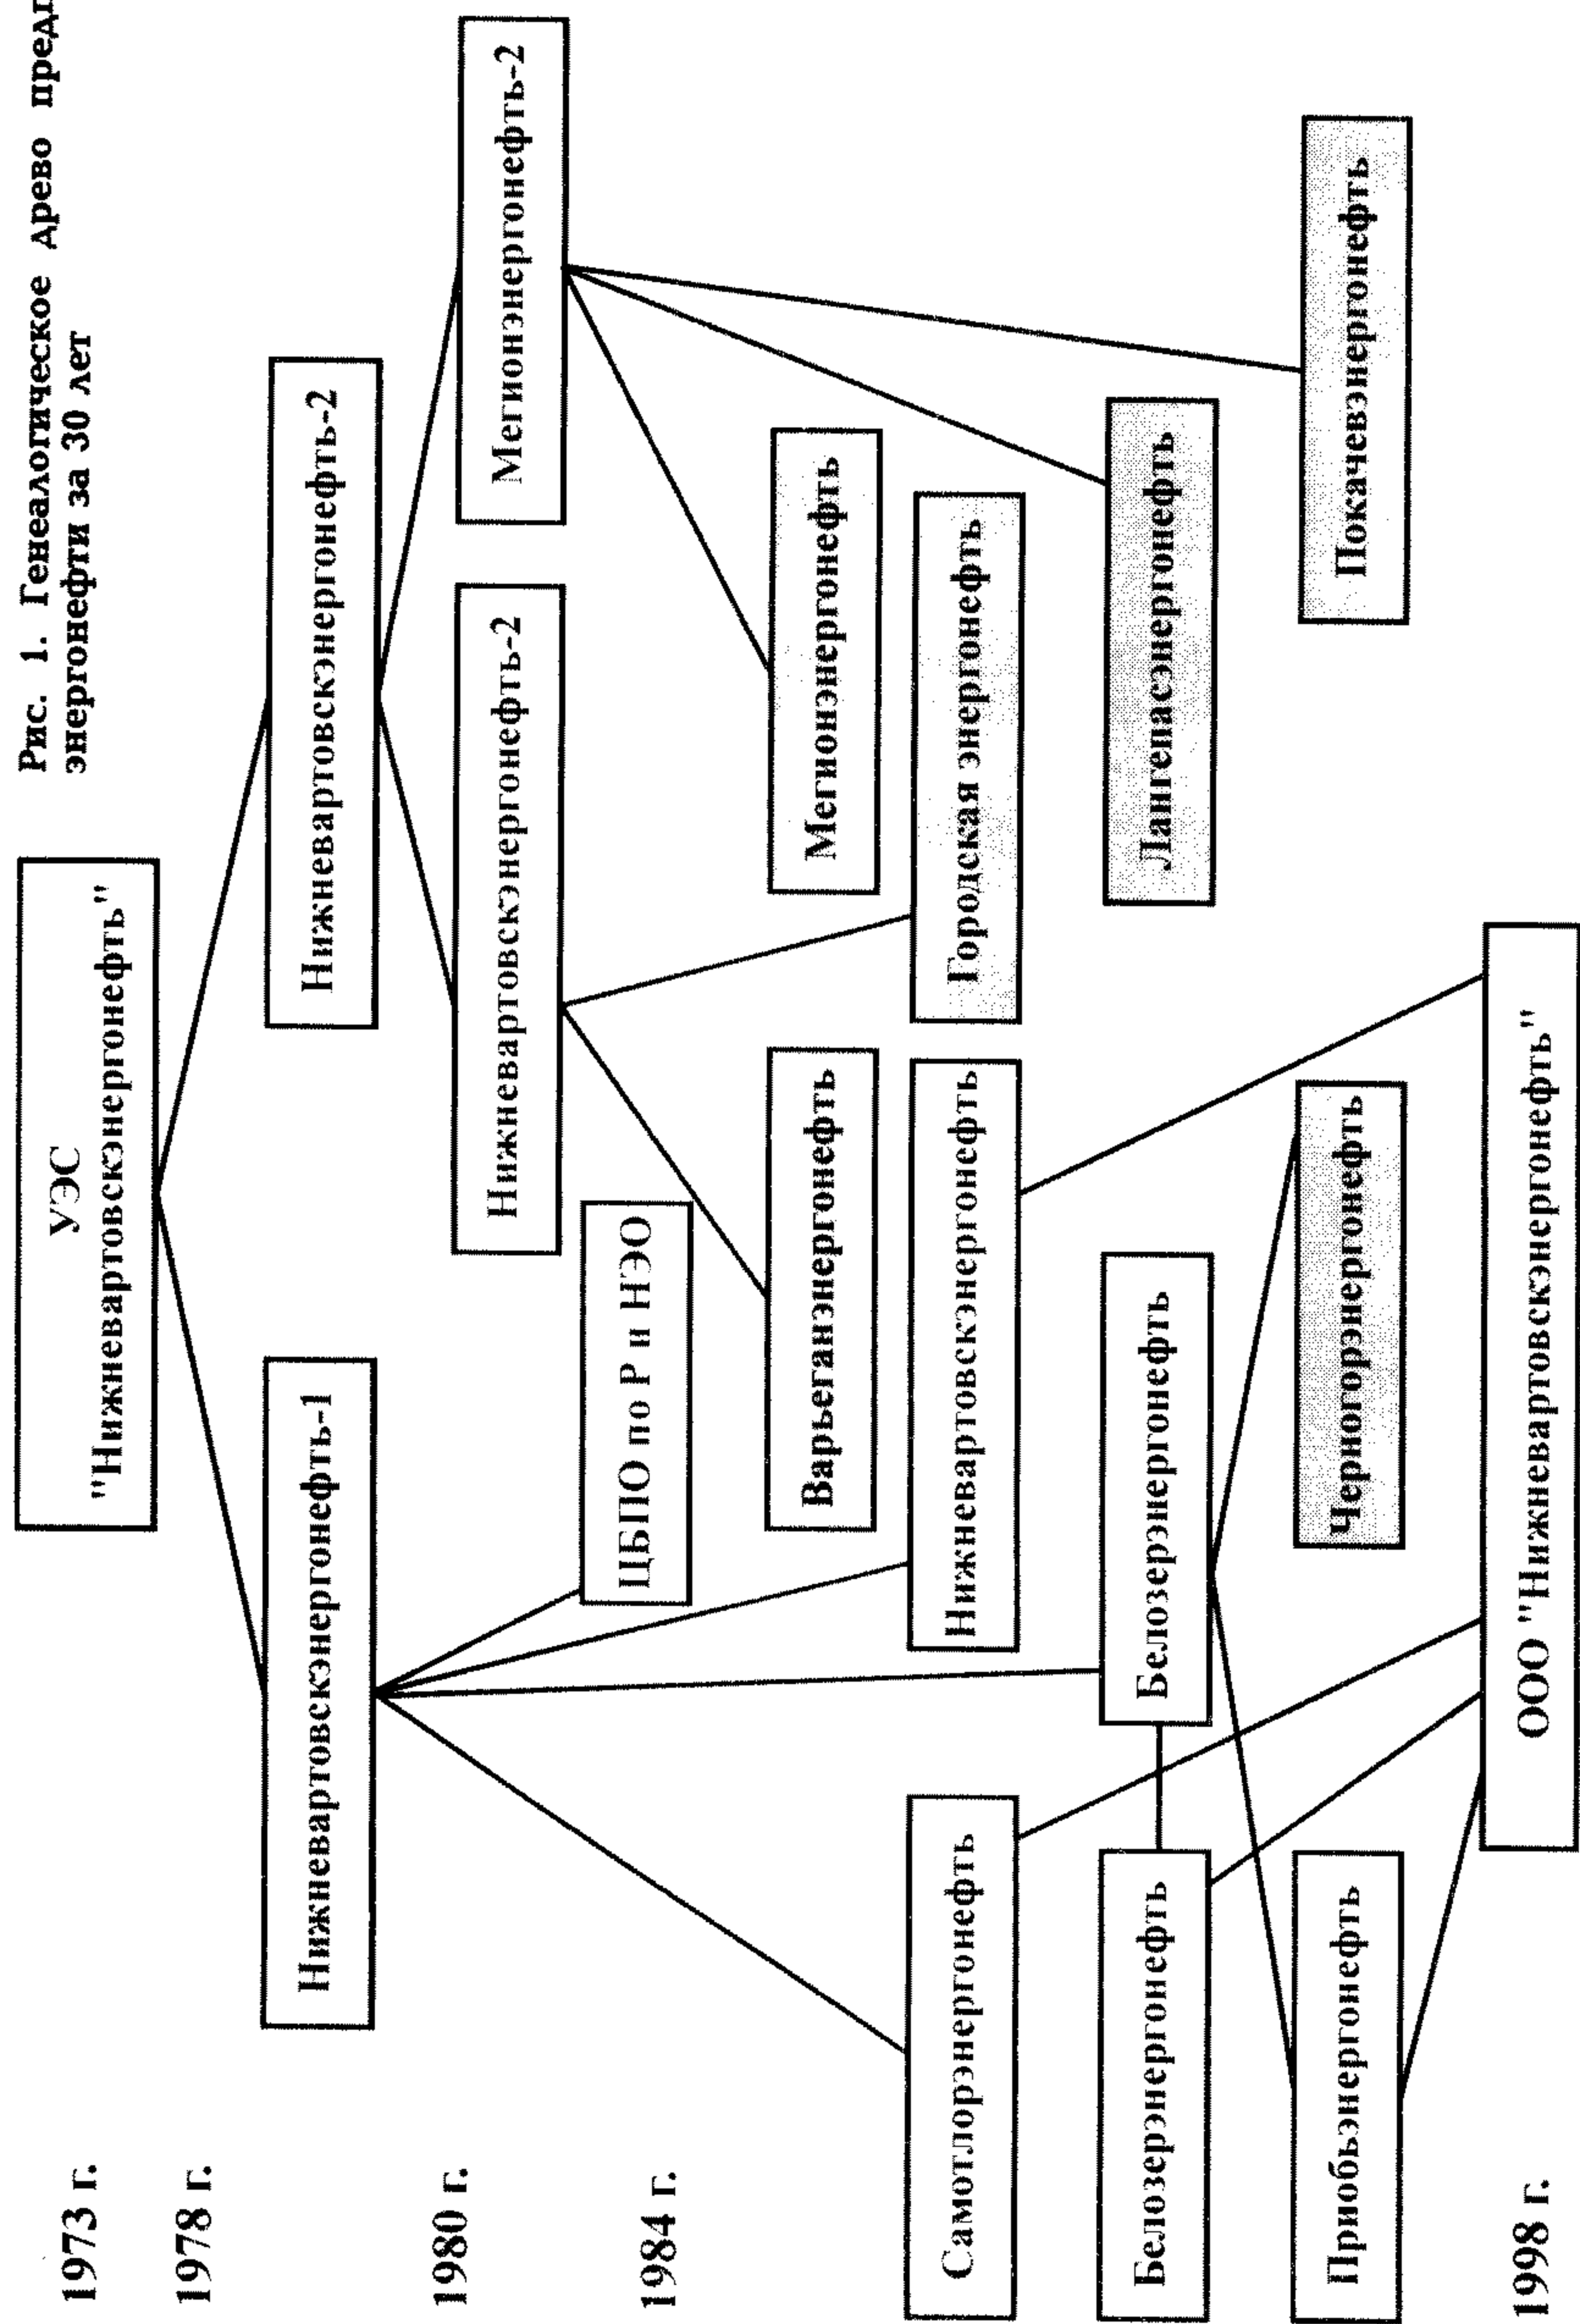 Рис. 1. Генеалогическое древо
энергонефти за 30 лет
1973 г.
УЭС
"Нижневартовскэнергонефть"
1978 г.
Нижневартовскэнергонефть-1
Нижневартовскэнергонефть-2
1980 г.
Нижневартовскэнергонефть-2
Мегионэнергонефть-2
1984 г.
ЦБПО по Р и НЭО
Варьеганэнергонефть
Мегионэнергонефть
Самотлорэнергонефть
Нижневартовскэнергонефть
Городская энергонефть
Белозерэнергонефть
Белозерэнергонефть
Лангепасэнергонефть
Приобьэнергонефть
Черногорэнергонефть
Покачевэнергонефть
1998 г.
ООО "Нижневартовскэнергонефть"